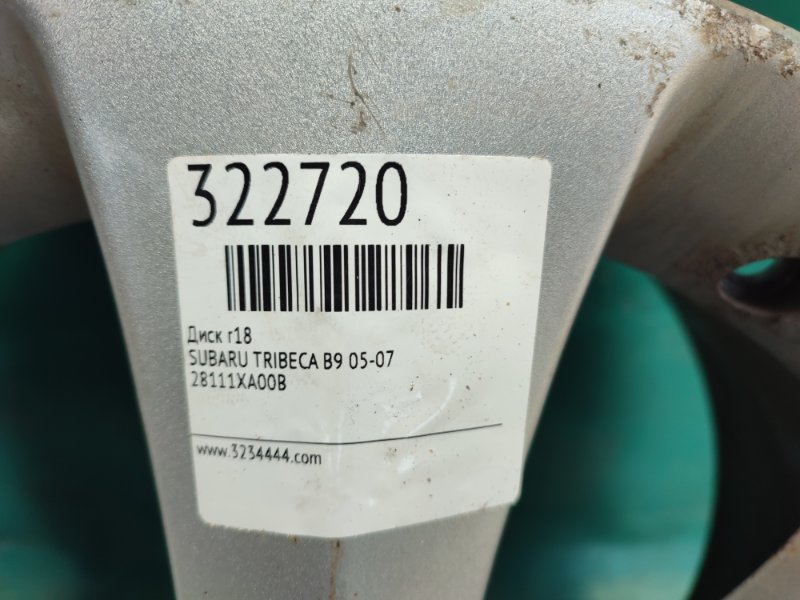 322720
Диск r18
SUBARU TRIBECA B9 05-07
28111XA00B
www.3234444.com